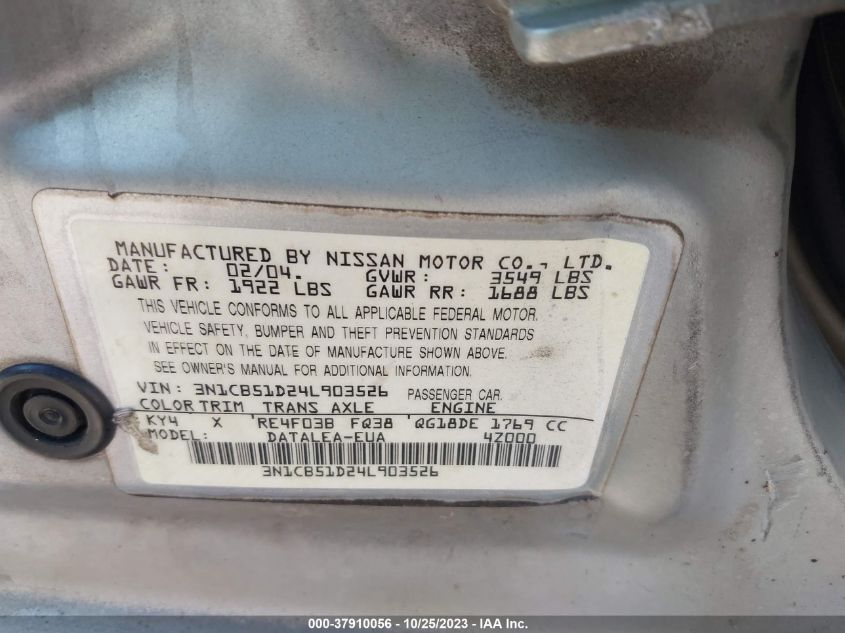 MANUFACTURED BY NISSAN MOTOR CO., LTD.
DATE: 02/04. GVWR: 3549 LBS
GAWR FR: 1922 LBS GAWR RR: 1688 LBS
THIS VEHICLE CONFORMS TO ALL APPLICABLE FEDERAL MOTOR
VEHICLE SAFETY, BUMPER AND THEFT PREVENTION STANDARDS
IN EFFECT ON THE DATE OF MANUFACTURE SHOWN ABOVE.
SEE OWNER'S MANUAL FOR ADDITIONAL INFORMATION.
VIN: 3N1CB51D24L903526 PASSENGER CAR
COLOR TRIM TRANS AXLE ENGINE
KY4 X RE4F03B FQ38 QG18DE 1769 CC
MODEL: DATALEA-EUA 4Z000
3N1CB51D24L903526
000-37910056 - 10/25/2023 - IAA Inc.